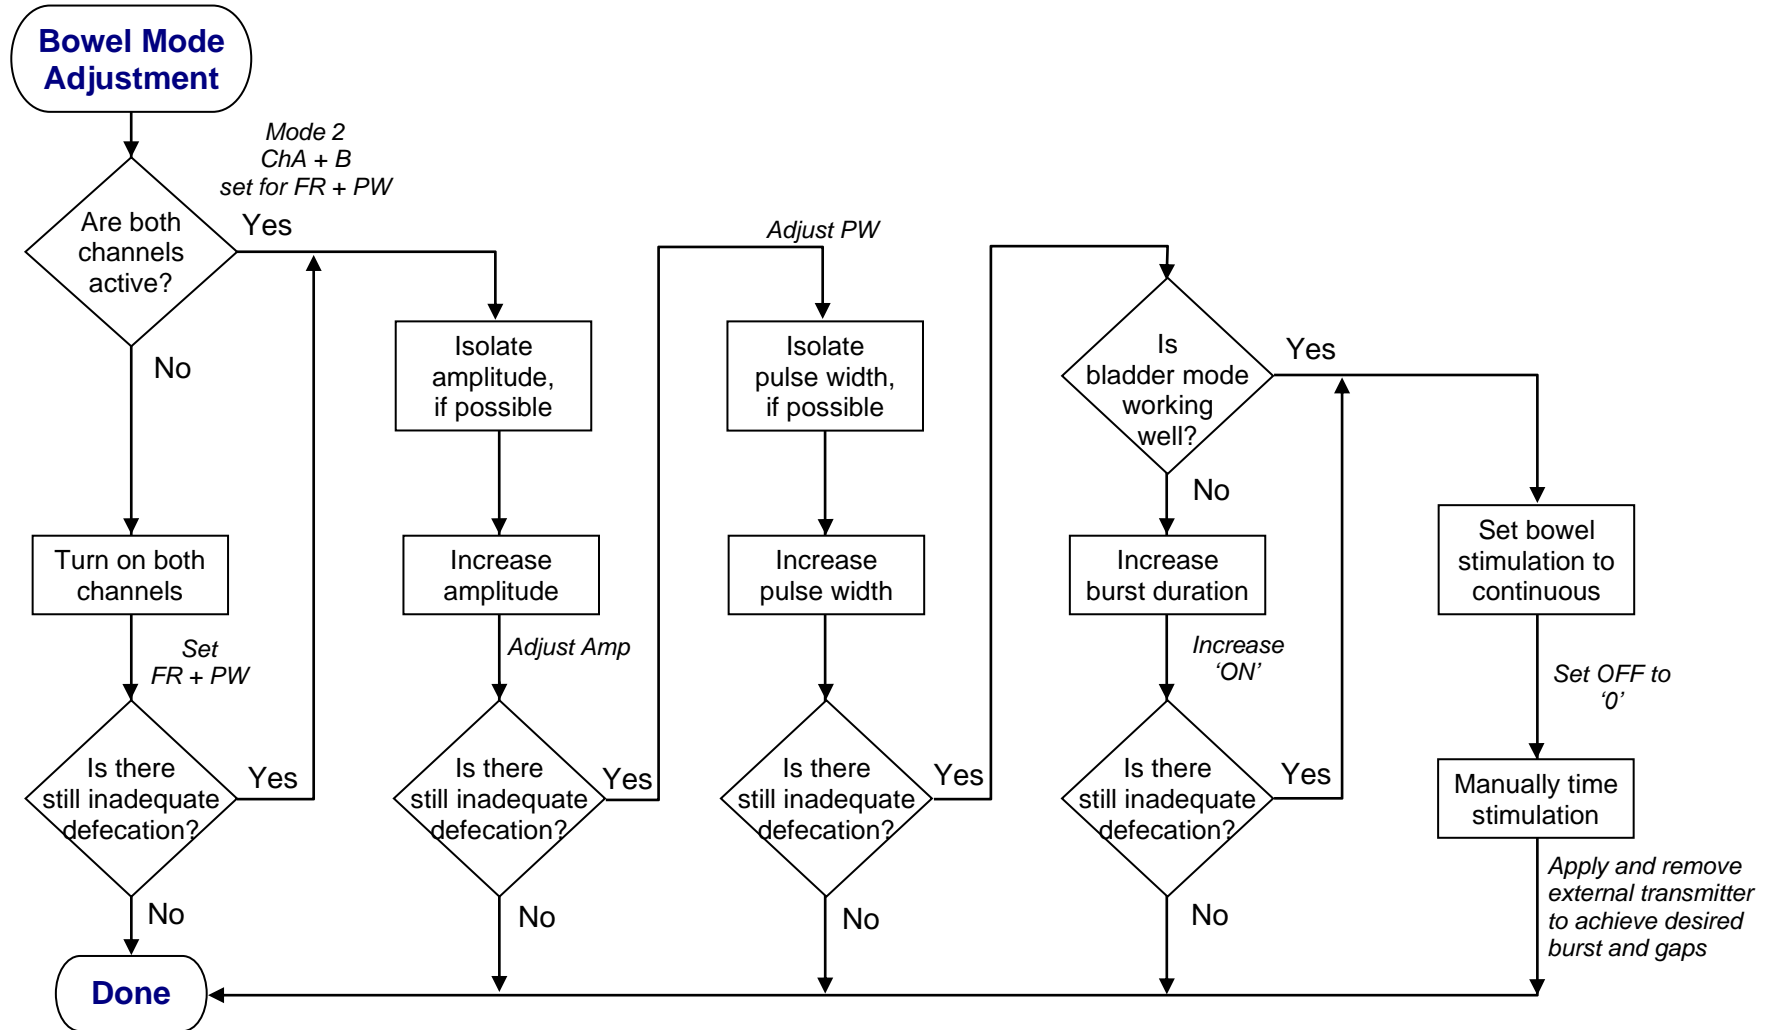 Bowel Mode
Adjustment
Mode 2
ChA + B
set for FR + PW
Are both
channels
active?
Yes
No
Turn on both
channels
Set
FR + PW
Is there
still inadequate
defecation?
Yes
No
Done
Isolate
amplitude,
if possible
Increase
amplitude
Adjust Amp
Is there
still inadequate
defecation?
Yes
No
Adjust PW
Isolate
pulse width,
if possible
Increase
pulse width
Is there
still inadequate
defecation?
Yes
No
Is
bladder mode
working
well?
Yes
No
Increase
burst duration
Increase
‘ON’
Is there
still inadequate
defecation?
Yes
No
Set bowel
stimulation to
continuous
Set OFF to
‘0’
Manually time
stimulation
Apply and remove
external transmitter
to achieve desired
burst and gaps